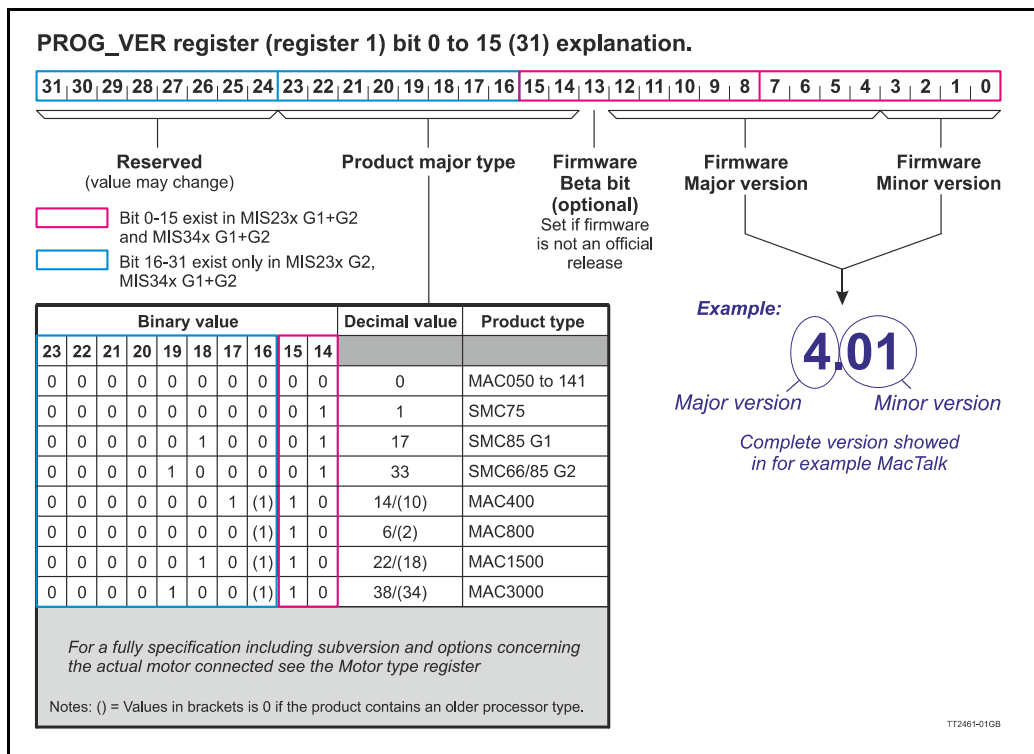 PROG_VER register (register 1) bit 0 to 15 (31) explanation.
31 30 29 28 27 26 25 24 23 22 21 20 19 18 17 16 15 14 13 12 11 10 9 8 7 6 5 4 3 2 1 0
Reserved
(value may change)
Product major type
Firmware
Beta bit
(optional)
Set if firmware
is not an official
release
Firmware
Major version
Firmware
Minor version
Bit 0-15 exist in MIS23x G1+G2
and MIS34x G1+G2
Bit 16-31 exist only in MIS23x G2,
MIS34x G1+G2
Example:
4.01
Major version
Minor version
Complete version showed
in for example MacTalk
Binary value Decimal value Product type
23 22 21 20 19 18 17 16 15 14
0 0 0 0 0 0 0 0 0 0 0 MAC050 to 141
0 0 0 0 0 0 0 0 0 1 1 SMC75
0 0 0 0 0 1 0 0 0 1 17 SMC85 G1
0 0 0 0 1 0 0 0 0 1 33 SMC66/85 G2
0 0 0 0 0 0 1 (1) 1 0 14/(10) MAC400
0 0 0 0 0 0 0 (1) 1 0 6/(2) MAC800
0 0 0 0 0 1 0 (1) 1 0 22/(18) MAC1500
0 0 0 0 1 0 0 (1) 1 0 38/(34) MAC3000
For a fully specification including subversion and options concerning
the actual motor connected see the Motor type register
Notes: () = Values in brackets is 0 if the product contains an older processor type.
TT2461-01GB